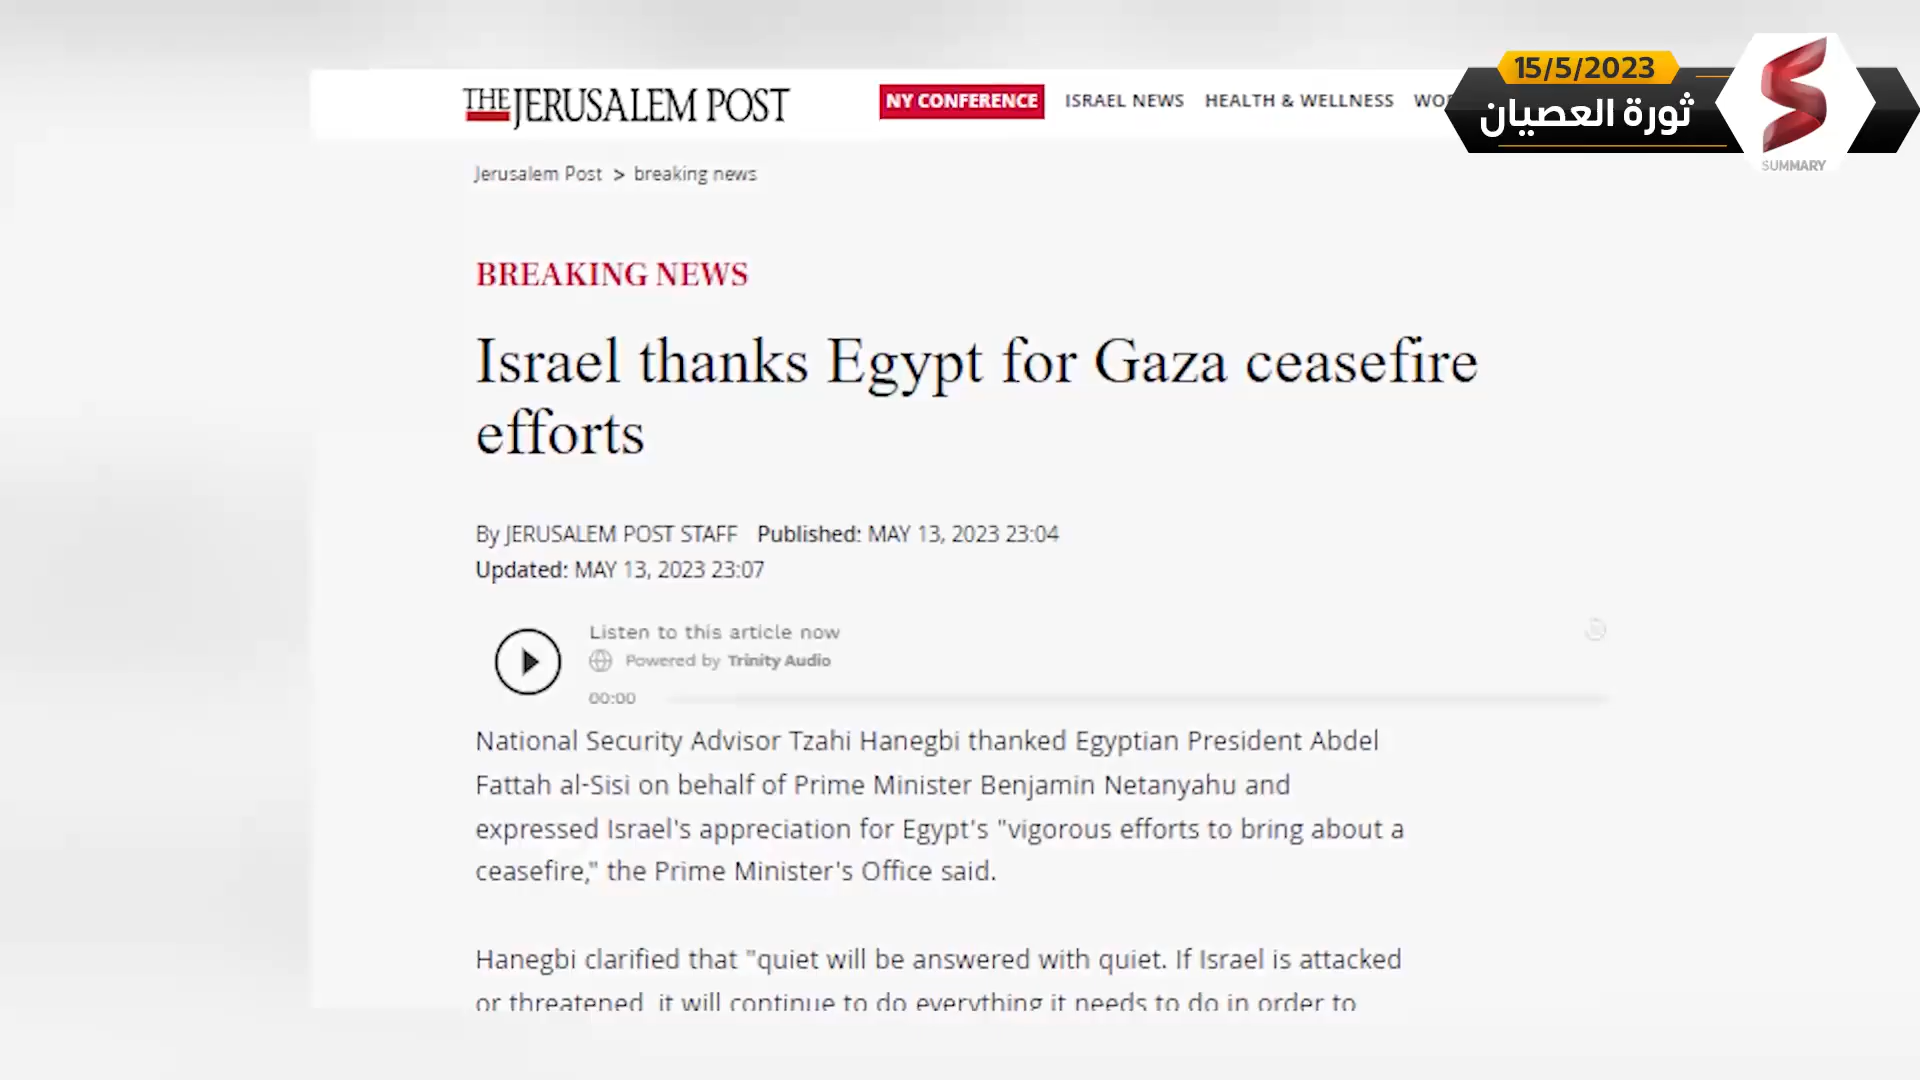 15/5/2023
ثورة العصيان
SUMMARY
THE JERUSALEM POST
NY CONFERENCE ISRAEL NEWS HEALTH & WELLNESS
Jerusalem Post > breaking news
BREAKING NEWS
Israel thanks Egypt for Gaza ceasefire
efforts
By JERUSALEM POST STAFF Published: MAY 13, 2023 23:04
Updated: MAY 13, 2023 23:07
Listen to this article now
Powered by Trinity Audio
00:00
National Security Advisor Tzahi Hanegbi thanked Egyptian President Abdel
Fattah al-Sisi on behalf of Prime Minister Benjamin Netanyahu and
expressed Israel's appreciation for Egypt's "vigorous efforts to bring about a
ceasefire," the Prime Minister's Office said.
Hanegbi clarified that "quiet will be answered with quiet. If Israel is attacked
or threatened, it will continue to do everything it needs to do in order to